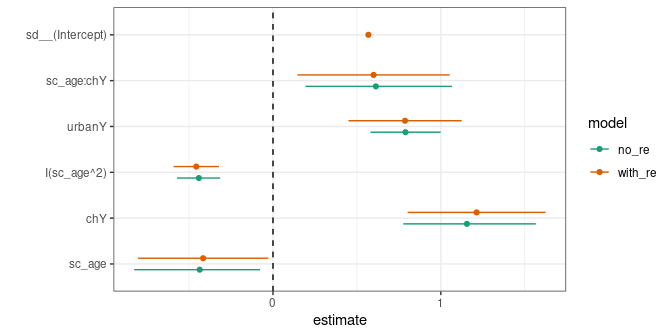 sd__(Intercept)
sc_age:chY
urbanY
I(sc_age^2)
chY
sc_age
0
1
estimate
model
no_re
with_re